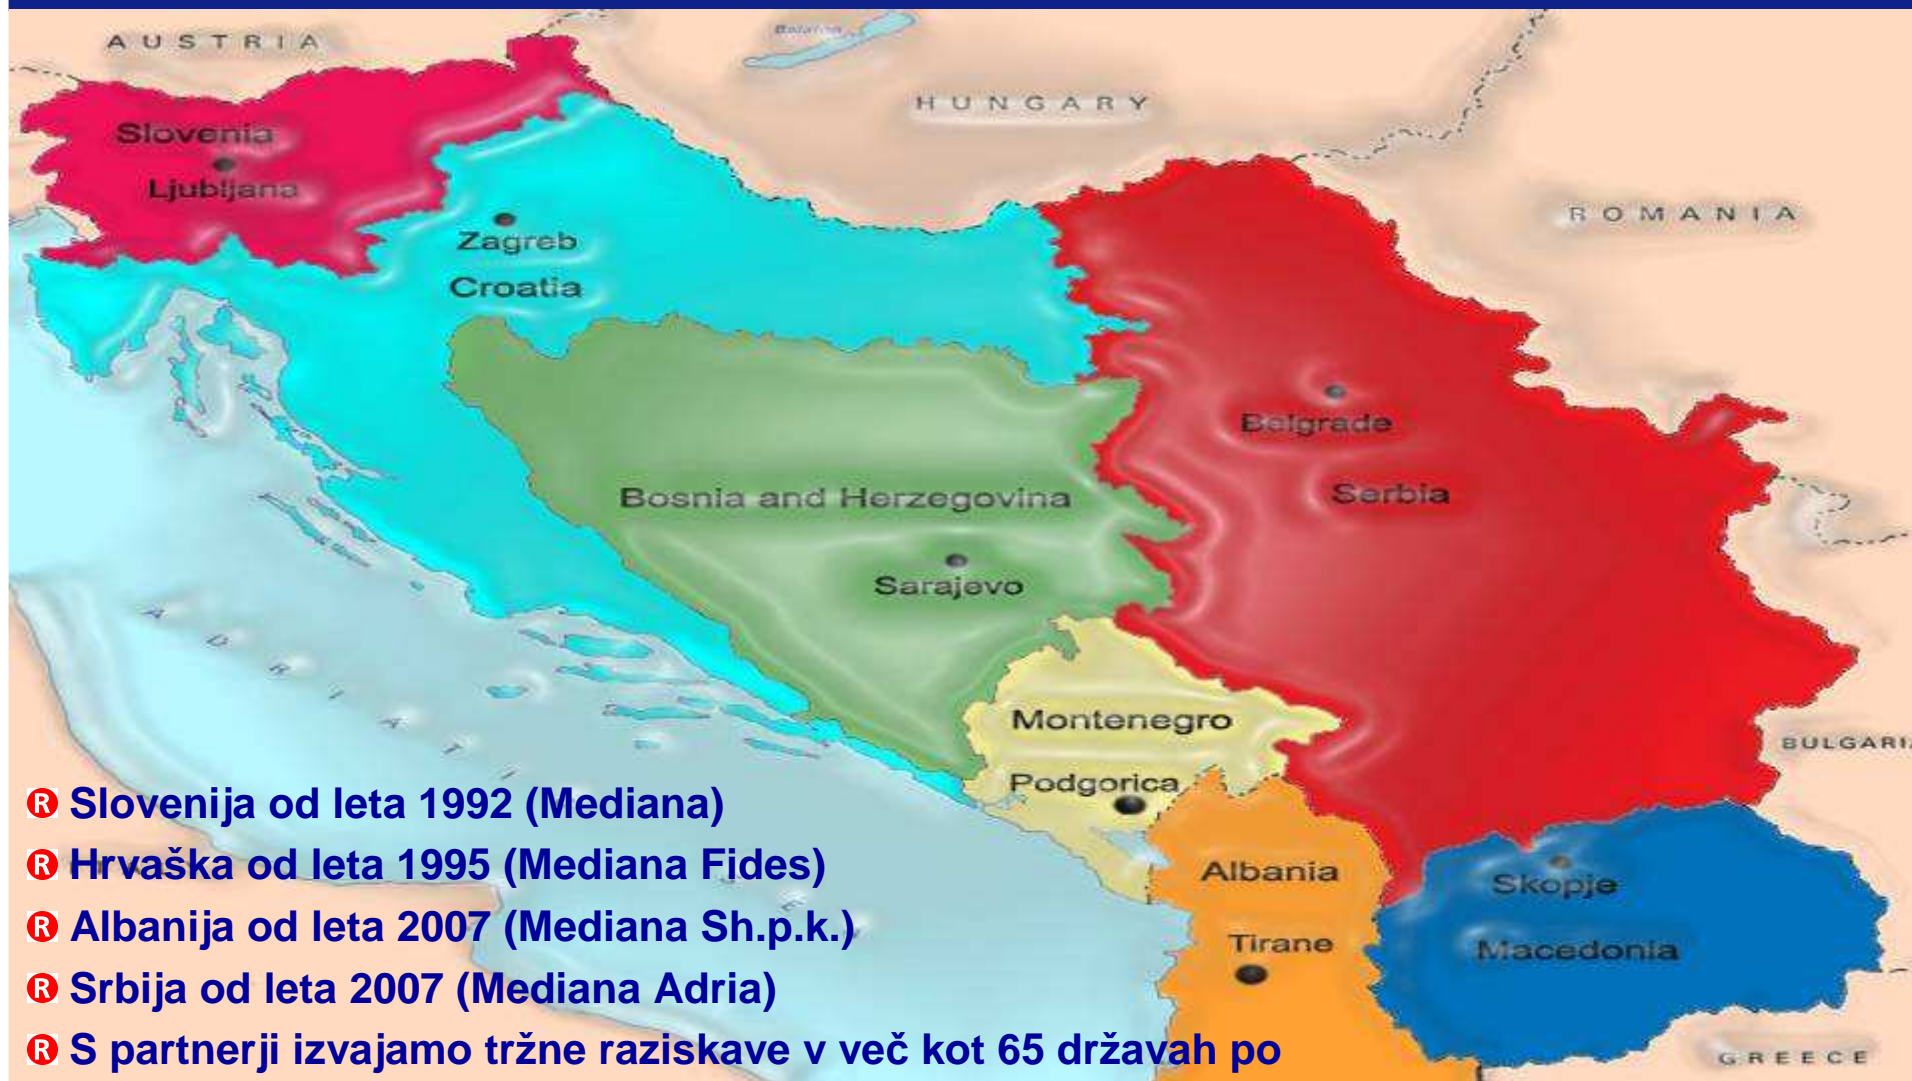 AUSTRIA
Balaton
HUNGARY
Slovenia
Ljubljana
ROMANIA
Zagreb
Croatia
Belgrade
Serbia
Bosnia and Herzegovina
Sarajevo
Montenegro
Podgorica
BULGARI
Albania
Skopje
Tirane
Macedonia
GREECE
® Slovenija od leta 1992 (Mediana)
® Hrvaška od leta 1995 (Mediana Fides)
® Albanija od leta 2007 (Mediana Sh.p.k.)
® Srbija od leta 2007 (Mediana Adria)
® S partnerji izvajamo tržne raziskave v več kot 65 državah po